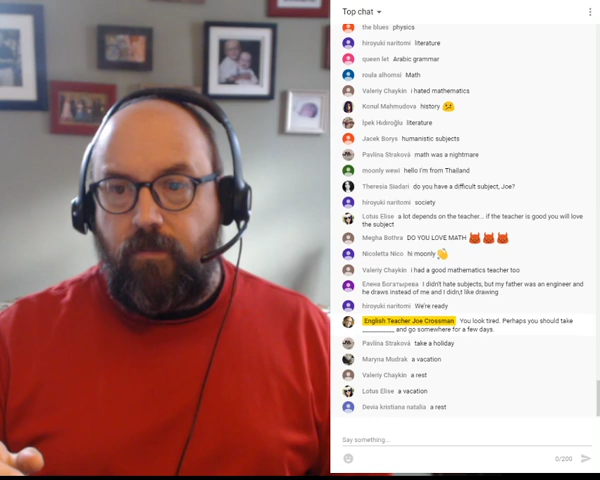 Top chat
the blues physics
hiroyuki naritomi literature
queen let Arabic grammar
roula alhomsi Math
Valeriy Chaykin i hated mathematics
Konul Mahmudova history
İpek Hıdıroğlu literature
Jacek Borys humanistic subjects
Pavlína Straková math was a nightmare
moonly wewi hello I'm from Thailand
Theresia Siadari do you have a difficult subject, Joe?
hiroyuki naritomi society
Lotus Elise a lot depends on the teacher... if the teacher is good you will love
the subject
Megha Bothra DO YOU LOVE MATH
Nicoletta Nico hi moonly
Valeriy Chaykin i had a good mathematics teacher too
Елена Богатырева I didn't hate subjects, but my father was an engineer and
he draws instead of me and I didn,t like drawing
hiroyuki naritomi We're ready
English Teacher Joe Crossman You look tired. Perhaps you should take
__________ and go somewhere for a few days.
Pavlína Straková take a holiday
Maryna Mudrak a vacation
Valeriy Chaykin a rest
Lotus Elise a vacation
Devia kristiana natalia a rest
Say something...
0/200